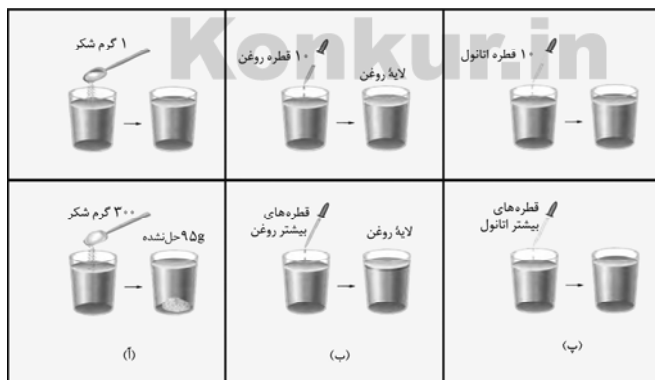 Konkur.in
۱۰ قطره اتانول
۱۰ قطره روغن
لایهٔ روغن
۱ گرم شکر
قطره‌های
بیشتر اتانول
(پ)
قطره‌های
بیشتر روغن
لایهٔ روغن
(ب)
۳۰۰ گرم شکر
۹۵g حل‌نشده
(آ)